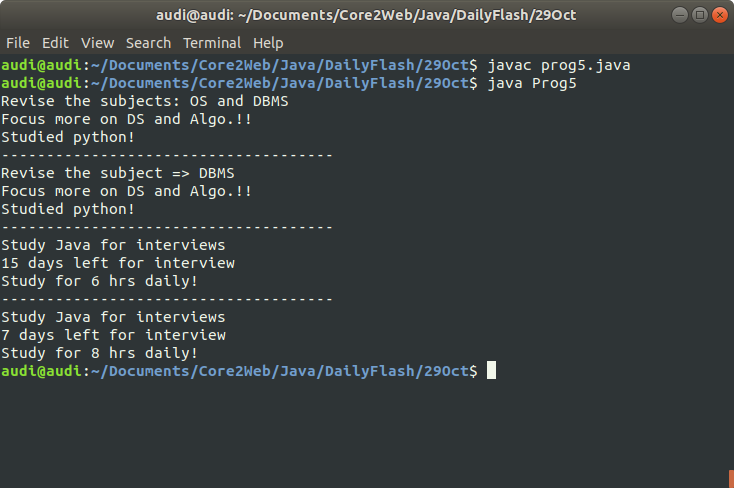 audi@audi: ~/Documents/Core2Web/Java/DailyFlash/29Oct
File Edit View Search Terminal Help
audi@audi:~/Documents/Core2Web/Java/DailyFlash/29Oct$ javac prog5.java
audi@audi:~/Documents/Core2Web/Java/DailyFlash/29Oct$ java Prog5
Revise the subjects: OS and DBMS
Focus more on DS and Algo.!!
Studied python!
-------------------------------------
Revise the subject => DBMS
Focus more on DS and Algo.!!
Studied python!
-------------------------------------
Study Java for interviews
15 days left for interview
Study for 6 hrs daily!
-------------------------------------
Study Java for interviews
7 days left for interview
Study for 8 hrs daily!
audi@audi:~/Documents/Core2Web/Java/DailyFlash/29Oct$